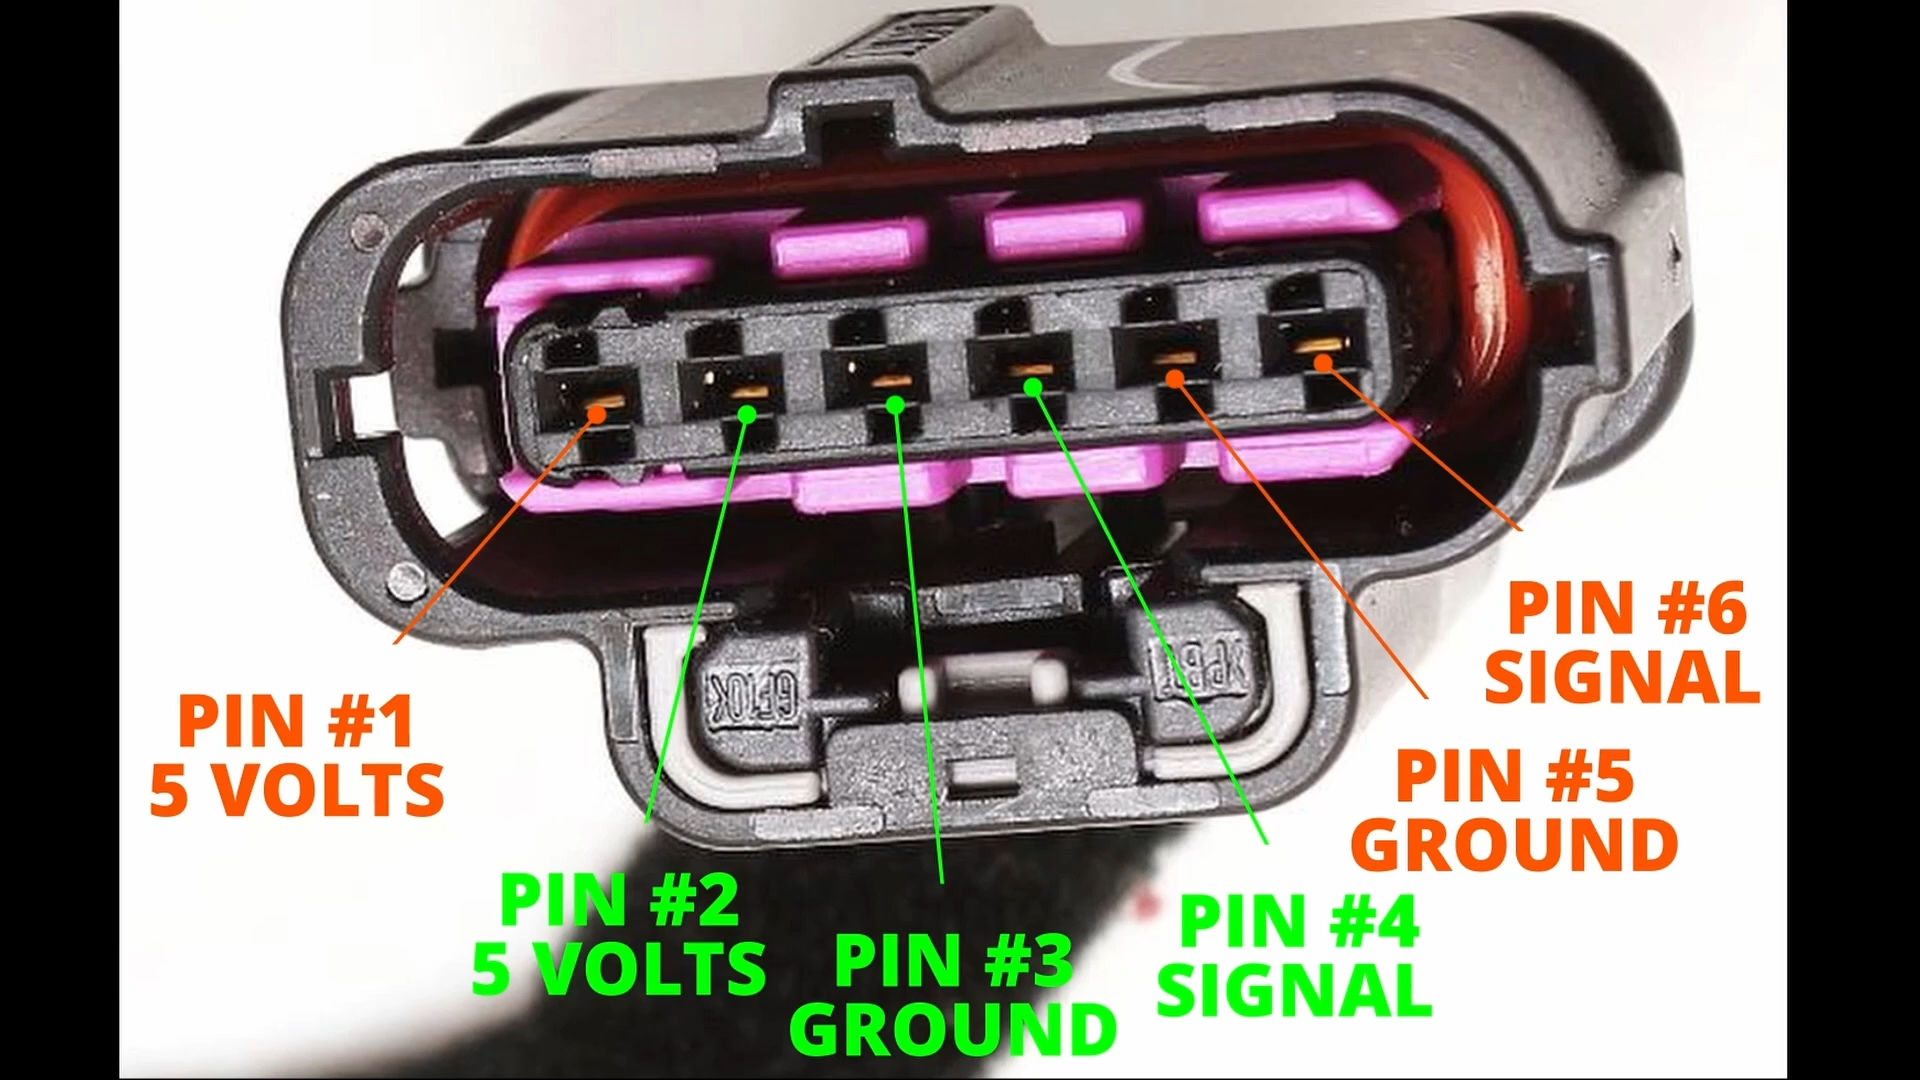 PIN #1
5 VOLTS
PIN #2
5 VOLTS
PIN #3
GROUND
PIN #4
SIGNAL
PIN #5
GROUND
PIN #6
SIGNAL